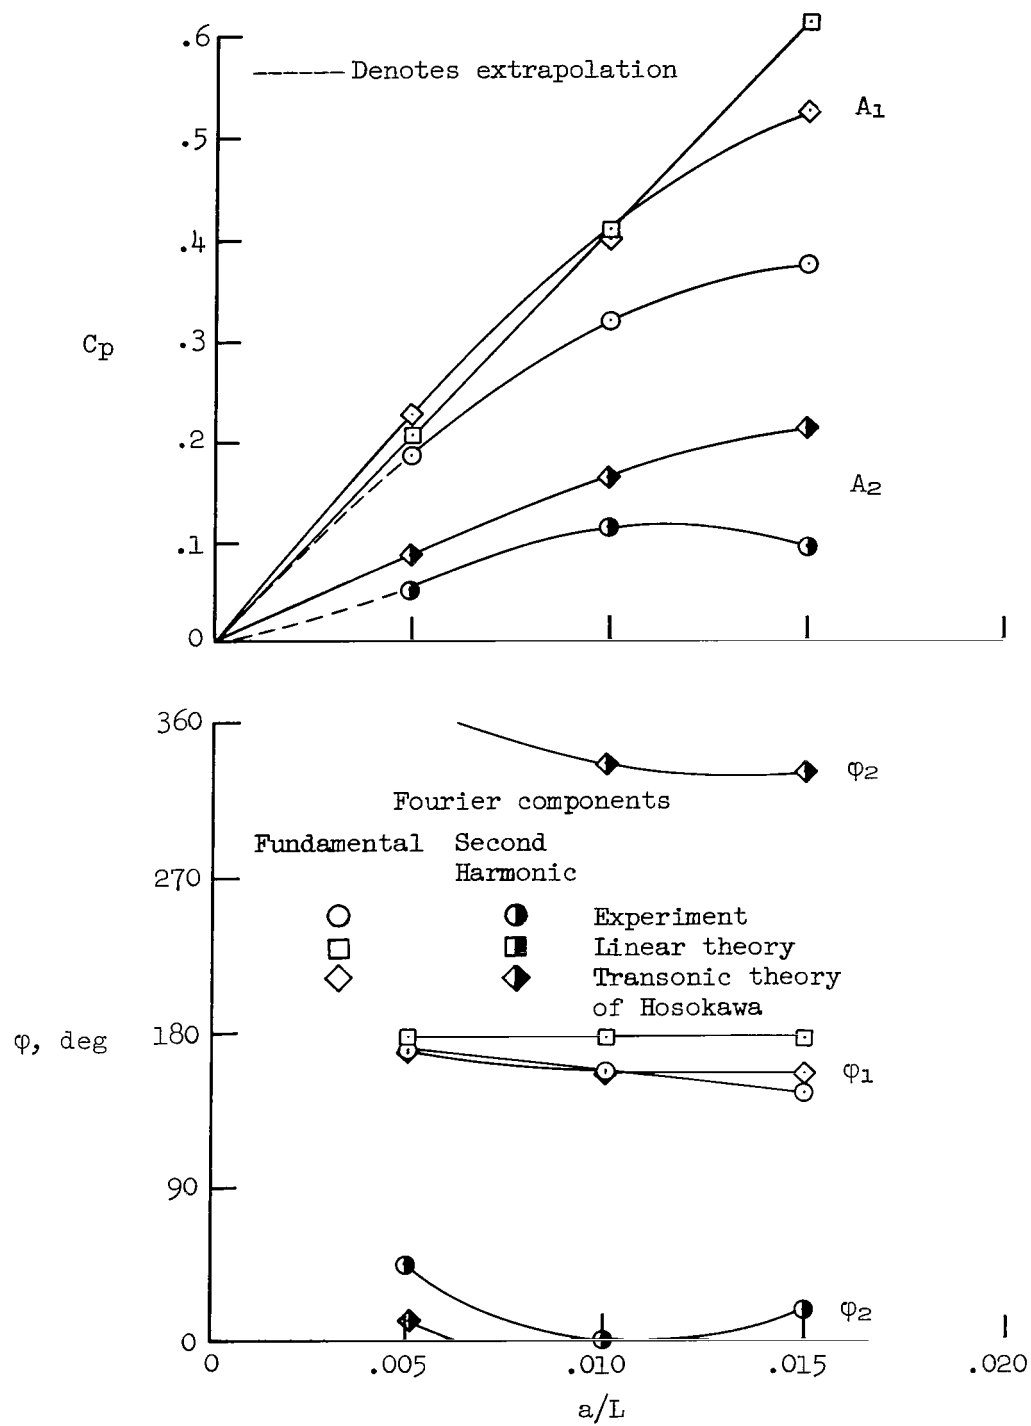 .6
Denotes extrapolation
A1
.5
.4
Cp
.3
.2
A2
.1
0
360
φ2
Fourier components
Fundamental Second
Harmonic
270
Experiment
Linear theory
Transonic theory
of Hosokawa
φ, deg 180
φ1
90
φ2
0
0 .005 .010 .015 .020
a/L